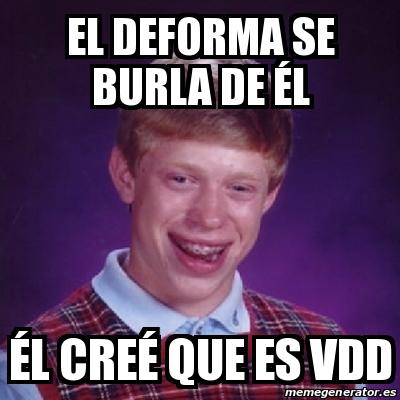 EL DEFORMA SE
BURLA DE ÉL
ÉL CREÉ QUE ES VDD
memegenerator.es